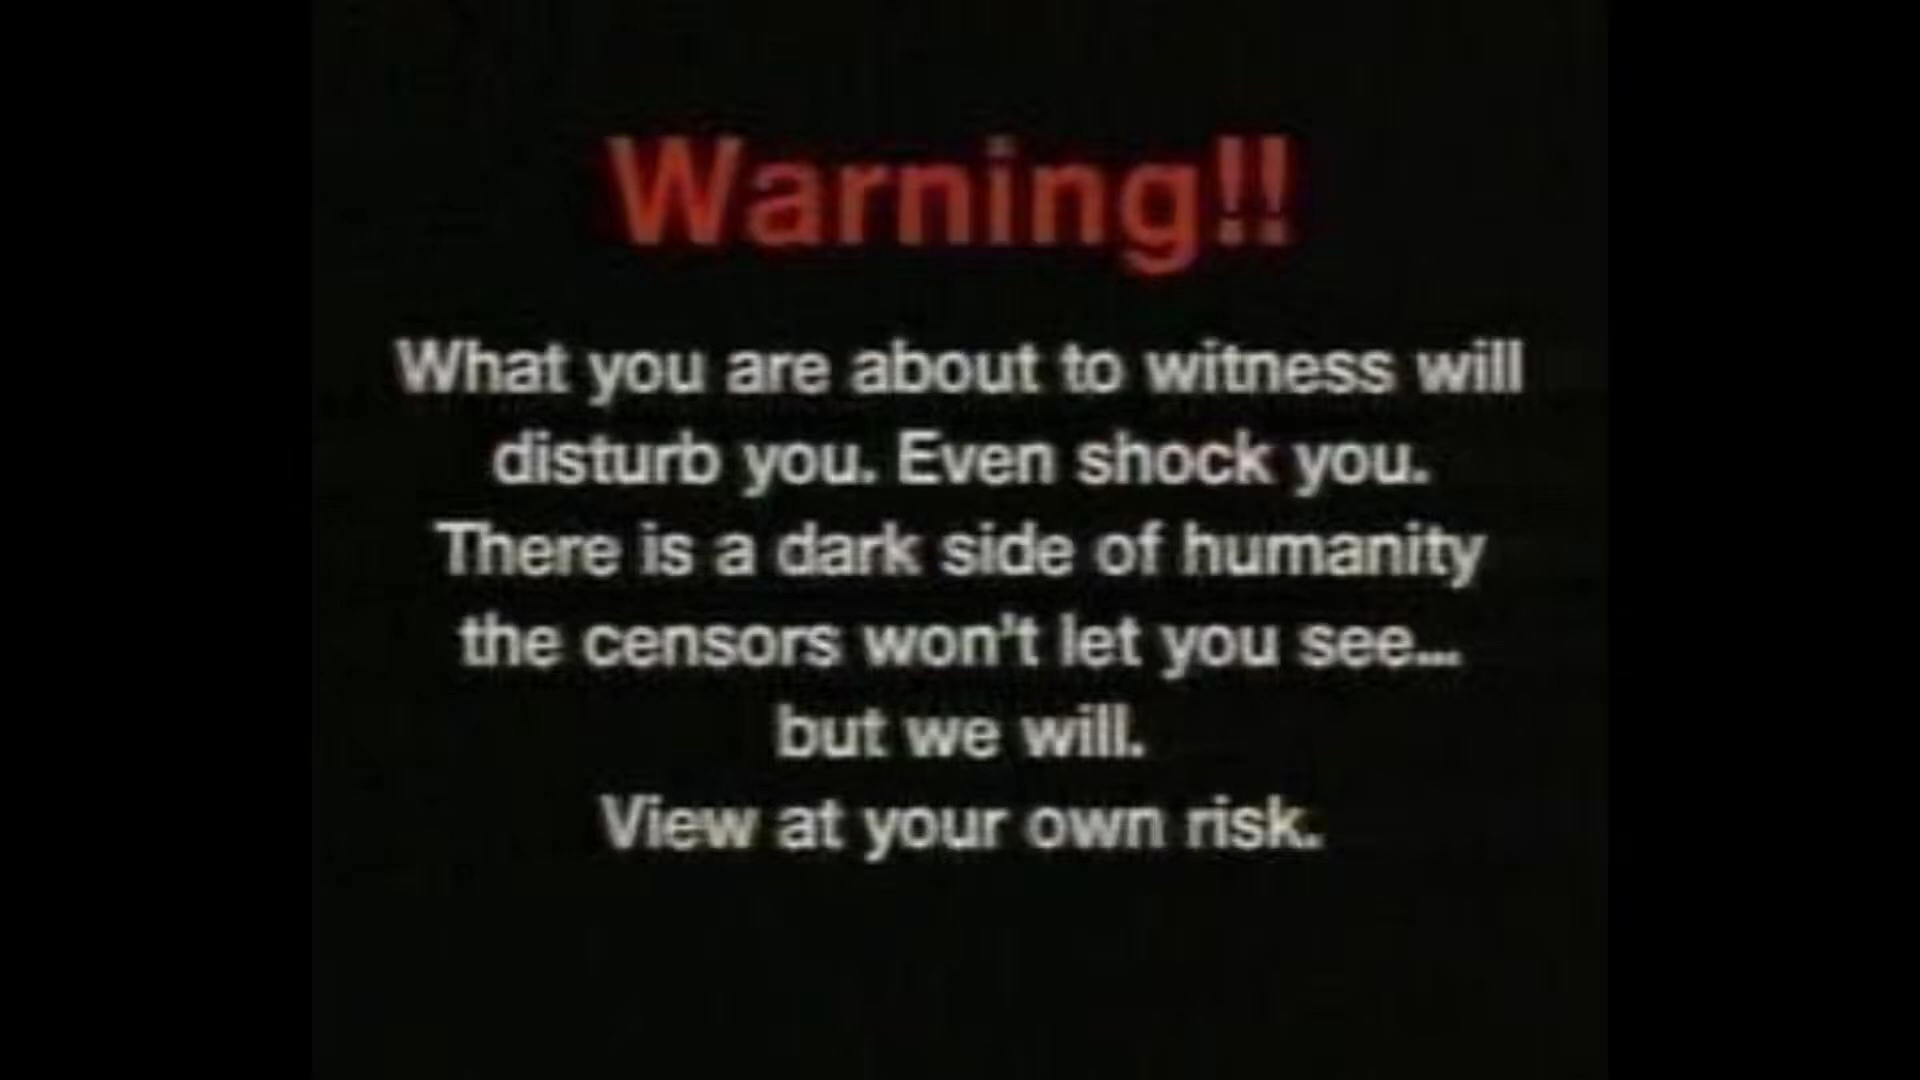 Warning!!
What you are about to witness will
disturb you. Even shock you.
There is a dark side of humanity
the censors won't let you see...
but we will.
View at your own risk.